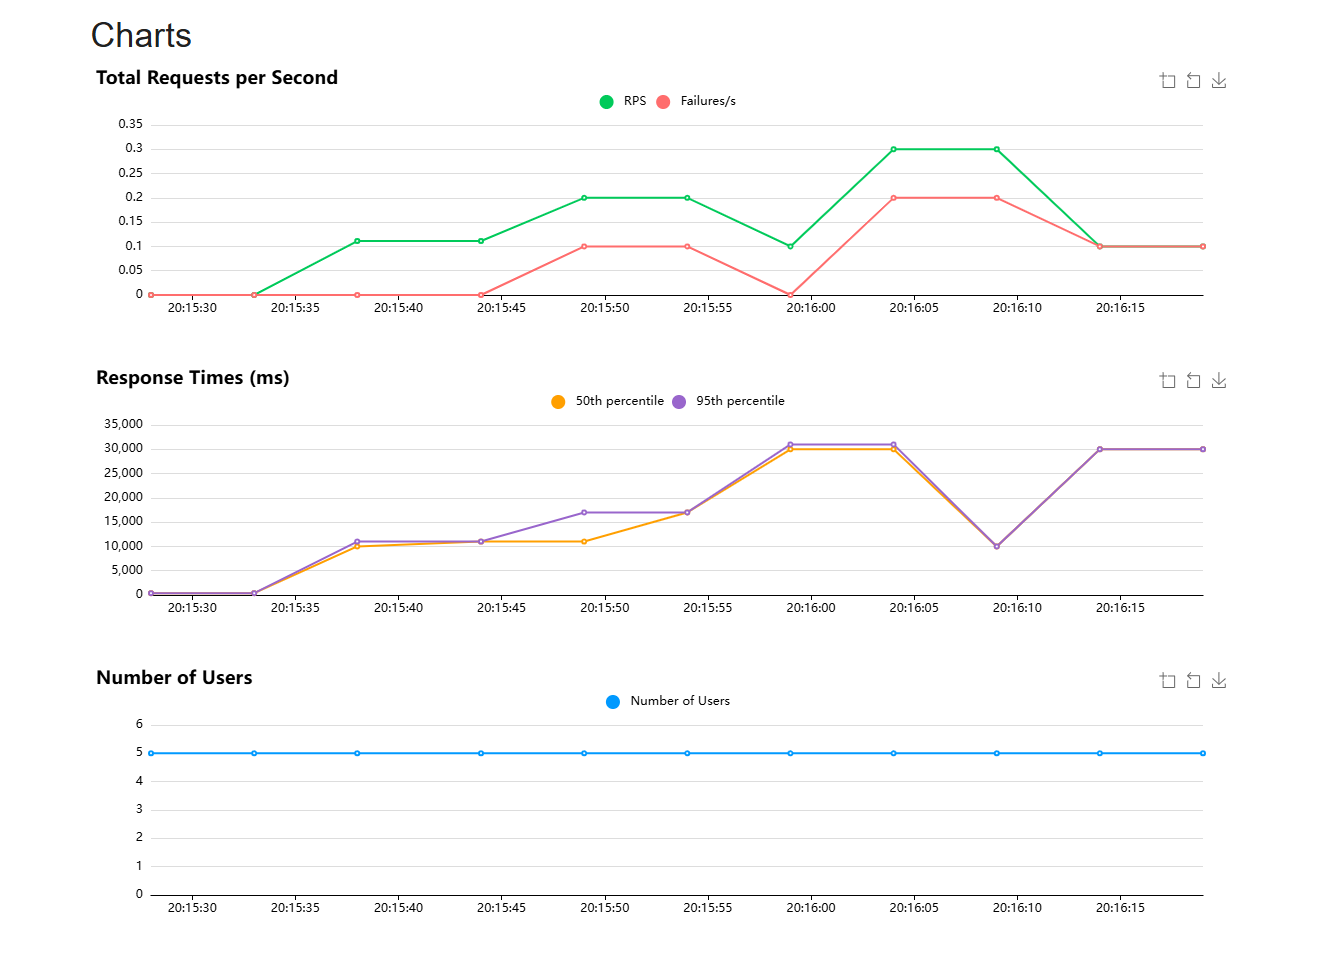 Charts
Total Requests per Second
RPS Failures/s
0.35
0.3
0.25
0.2
0.15
0.1
0.05
0
20:15:30 20:15:35 20:15:40 20:15:45 20:15:50 20:15:55 20:16:00 20:16:05 20:16:10 20:16:15
Response Times (ms)
50th percentile 95th percentile
35,000
30,000
25,000
20,000
15,000
10,000
5,000
0
20:15:30 20:15:35 20:15:40 20:15:45 20:15:50 20:15:55 20:16:00 20:16:05 20:16:10 20:16:15
Number of Users
Number of Users
6
5
4
3
2
1
0
20:15:30 20:15:35 20:15:40 20:15:45 20:15:50 20:15:55 20:16:00 20:16:05 20:16:10 20:16:15